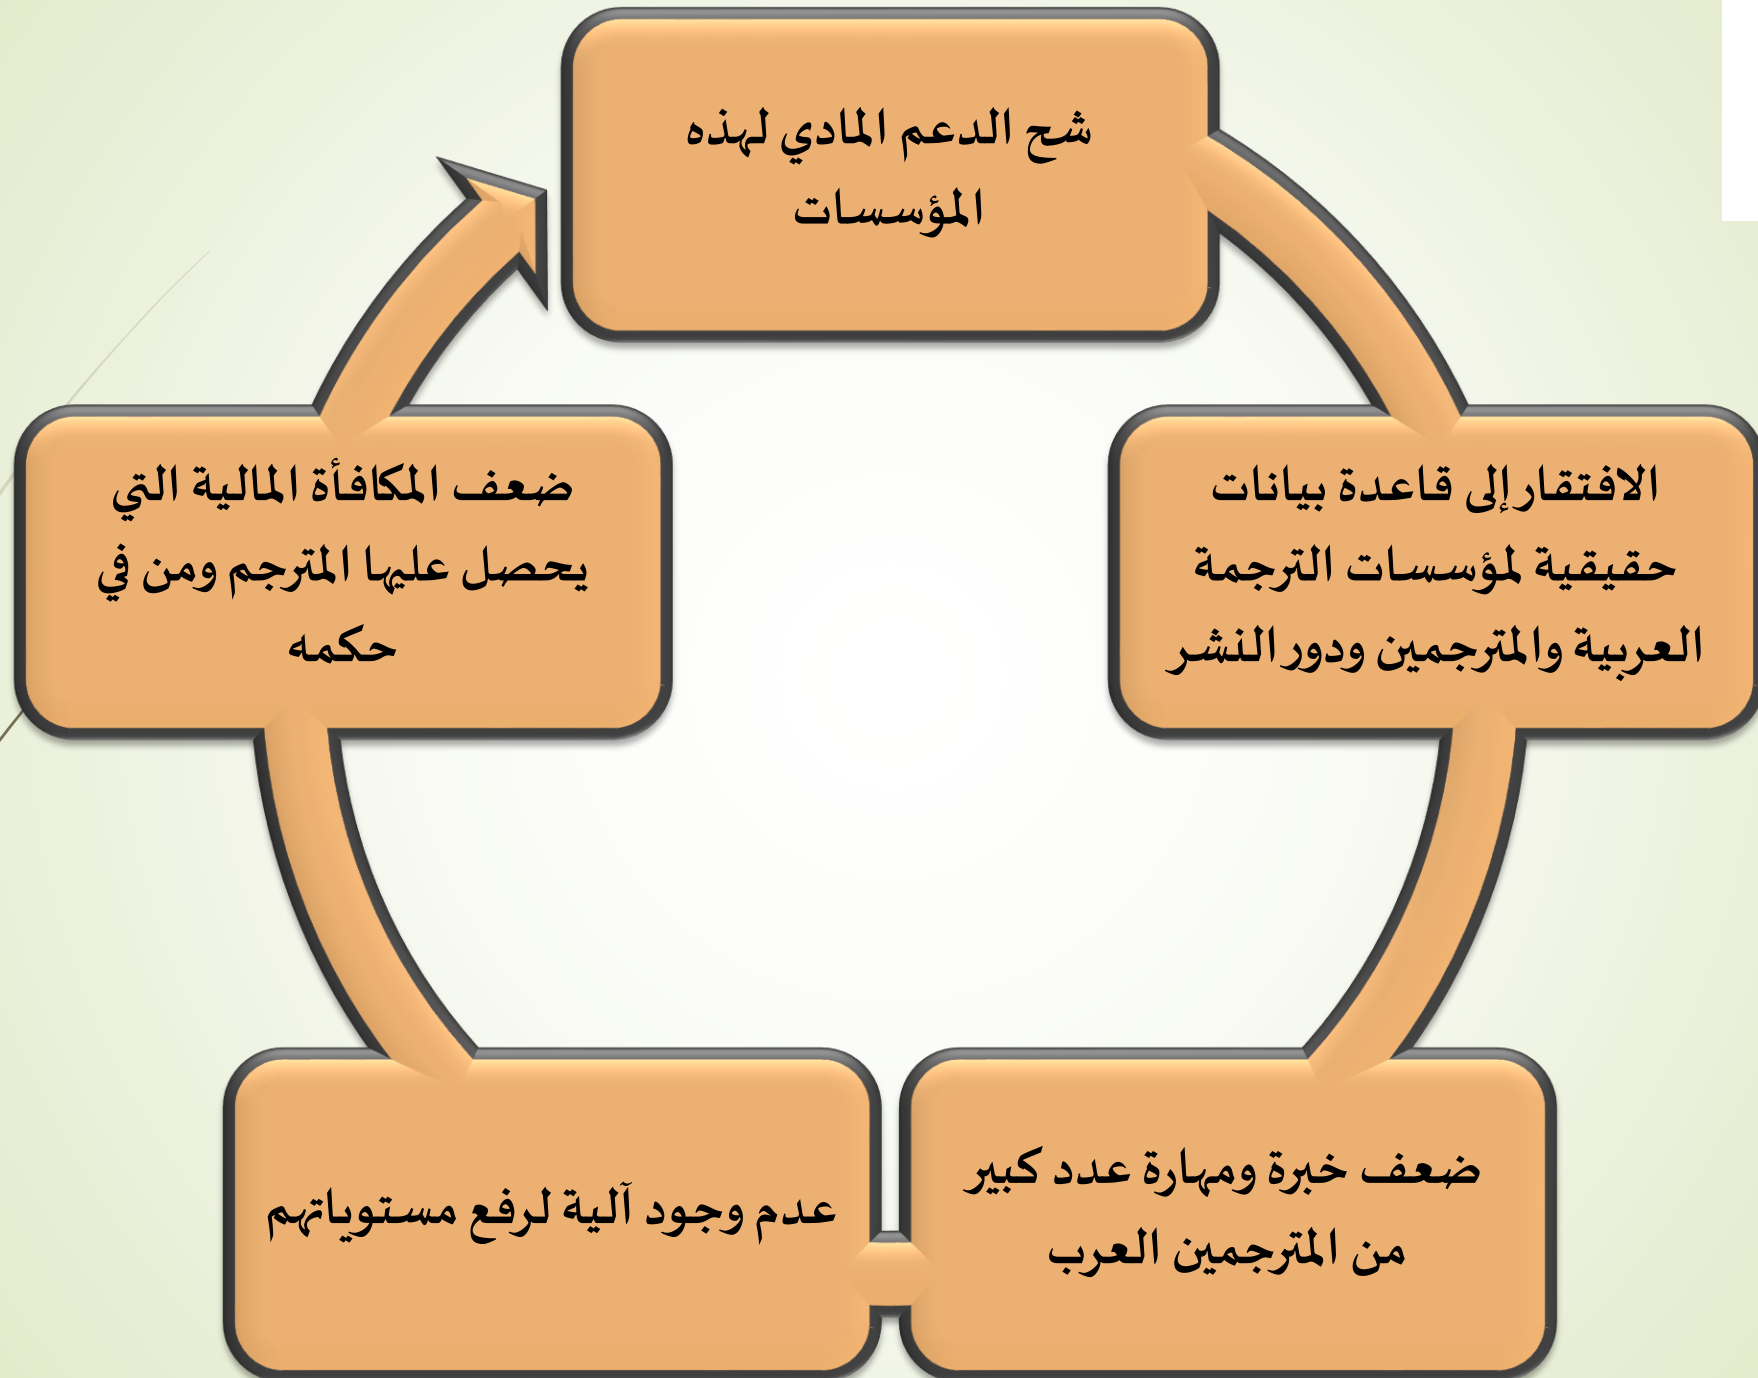 شح الدعم المادي لهذه
المؤسسات
الافتقار إلى قاعدة بيانات
حقيقية لمؤسسات الترجمة
العربية والمترجمين ودور النشر
ضعف خبرة ومهارة عدد كبير
من المترجمين العرب
عدم وجود آلية لرفع مستوياتهم
ضعف المكافأة المالية التي
يحصل عليها المترجم ومن في
حكمه